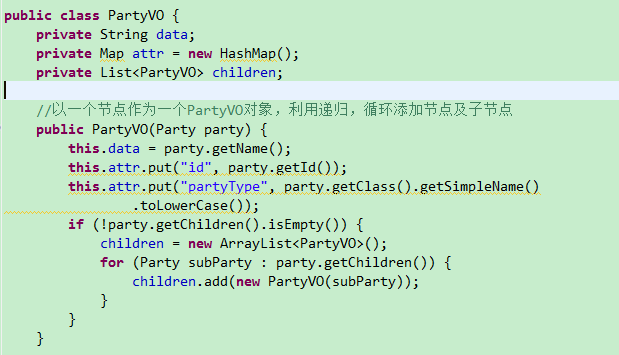 public class PartyVO {
    private String data;
    private Map attr = new HashMap();
    private List<PartyVO> children;
    //以一个节点作为一个PartyVO对象，利用递归，循环添加节点及子节点
    public PartyVO(Party party) {
        this.data = party.getName();
        this.attr.put("id", party.getId());
        this.attr.put("partyType", party.getClass().getSimpleName()
                .toLowerCase());
        if (!party.getChildren().isEmpty()) {
            children = new ArrayList<PartyVO>();
            for (Party subParty : party.getChildren()) {
                children.add(new PartyVO(subParty));
            }
        }
    }